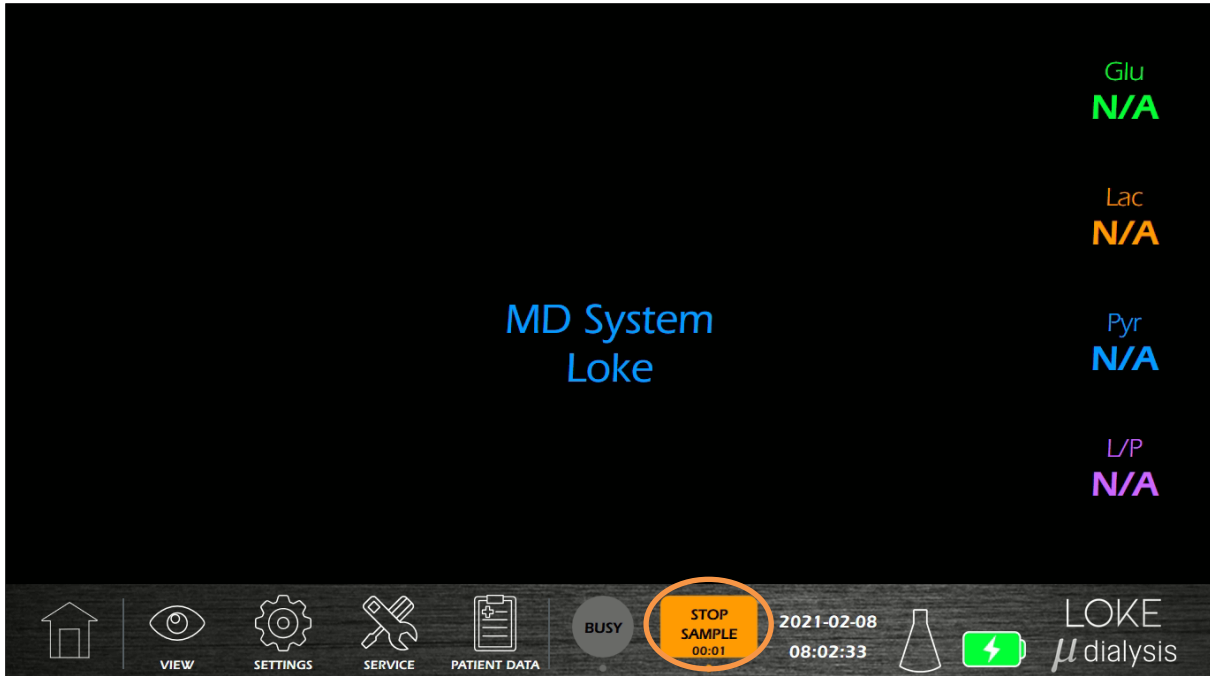 Glu
N/A
Lac
N/A
MD System
Loke
Pyr
N/A
L/P
N/A
VIEW
SETTINGS
SERVICE
PATIENT DATA
BUSY
STOP
SAMPLE
00:01
2021-02-08
08:02:33
LOKE
μ dialysis